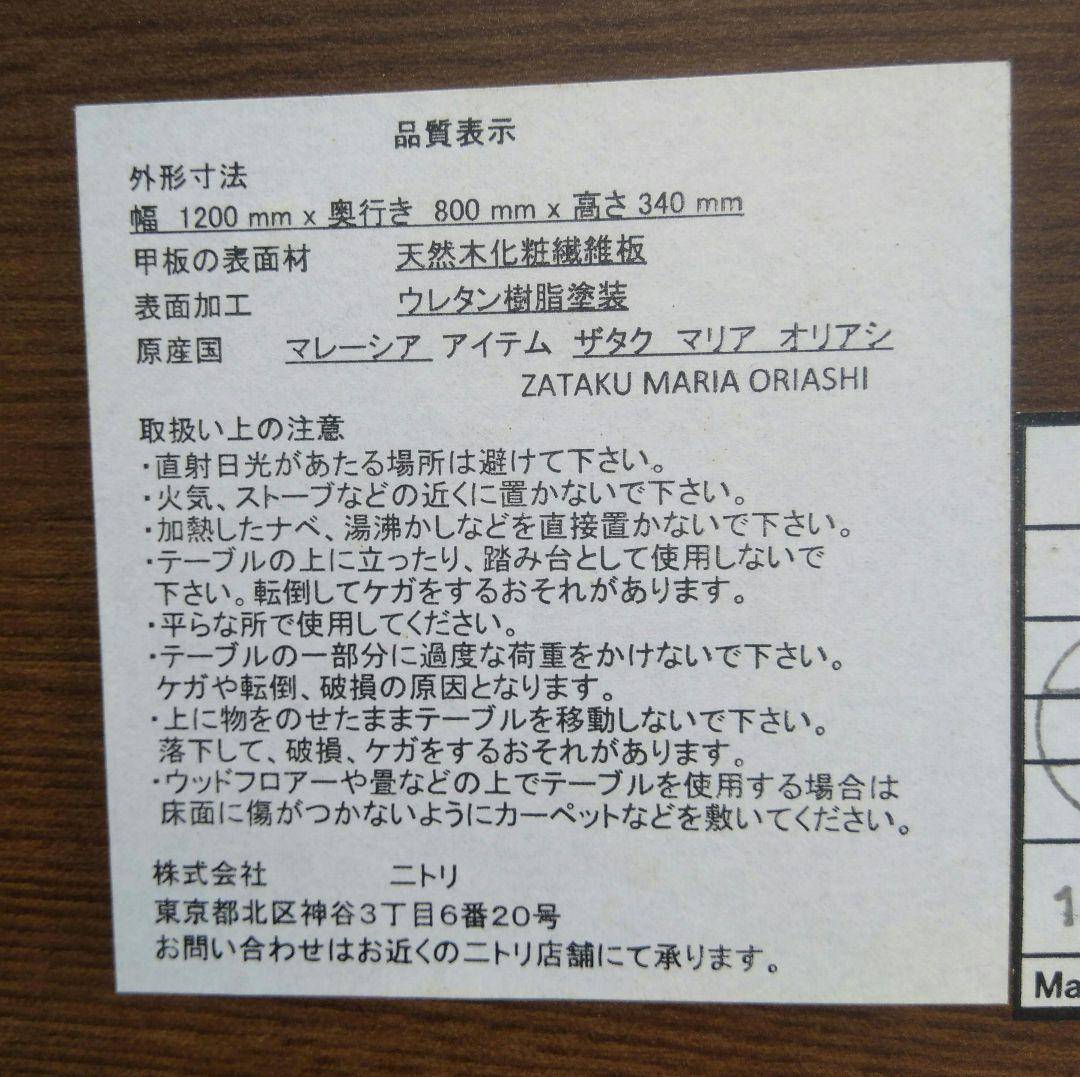 品質表示
外形寸法
幅 1200 mm x 奥行き 800 mm x 高さ 340 mm
甲板の表面材 天然木化粧繊維板
表面加工 ウレタン樹脂塗装
原産国 マレーシア アイテム ザタク マリア オリアシ
ZATAKU MARIA ORIASHI
取扱い上の注意
・直射日光があたる場所は避けて下さい。
・火気、ストーブなどの近くに置かないで下さい。
・加熱したナベ、湯沸かしなどを直接置かないで下さい。
・テーブルの上に立ったり、踏み台として使用しないで
下さい。転倒してケガをするおそれがあります。
・平らな所で使用してください。
・テーブルの一部分に過度な荷重をかけないで下さい。
ケガや転倒、破損の原因となります。
・上に物をのせたままテーブルを移動しないで下さい。
落下して、破損、ケガをするおそれがあります。
・ウッドフロアーや畳などの上でテーブルを使用する場合は
床面に傷がつかないようにカーペットなどを敷いてください。
株式会社 ニトリ
東京都北区神谷3丁目6番20号
お問い合わせはお近くのニトリ店舗にて承ります。
1
Ma